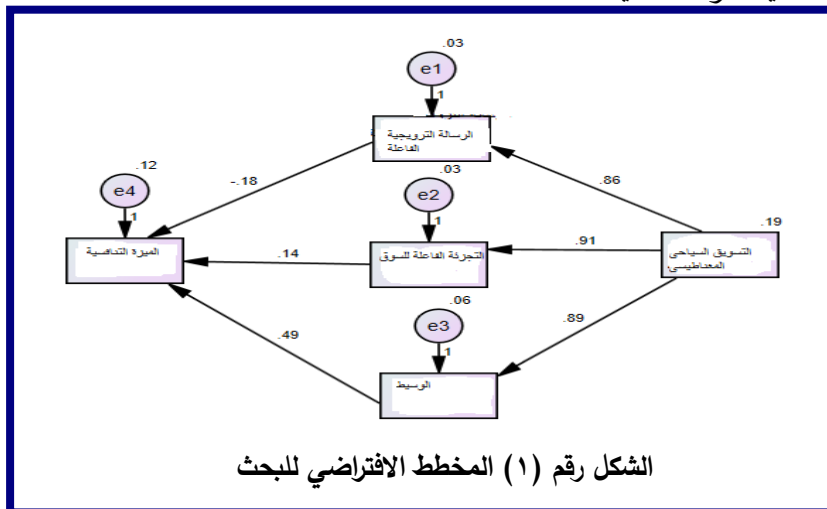 .03
e1
1
الرسالة الترويجية
الفاعلة
.12
e4
1
-.18
.86
.03
e2
1
.19
الميزة التنافسية
.14
التجزئة الفاعلة للسوق
.91
التسويق السياحي
المغناطيسي
.06
e3
1
.49
.89
الوسيط
الشكل رقم (١) المخطط الافتراضي للبحث